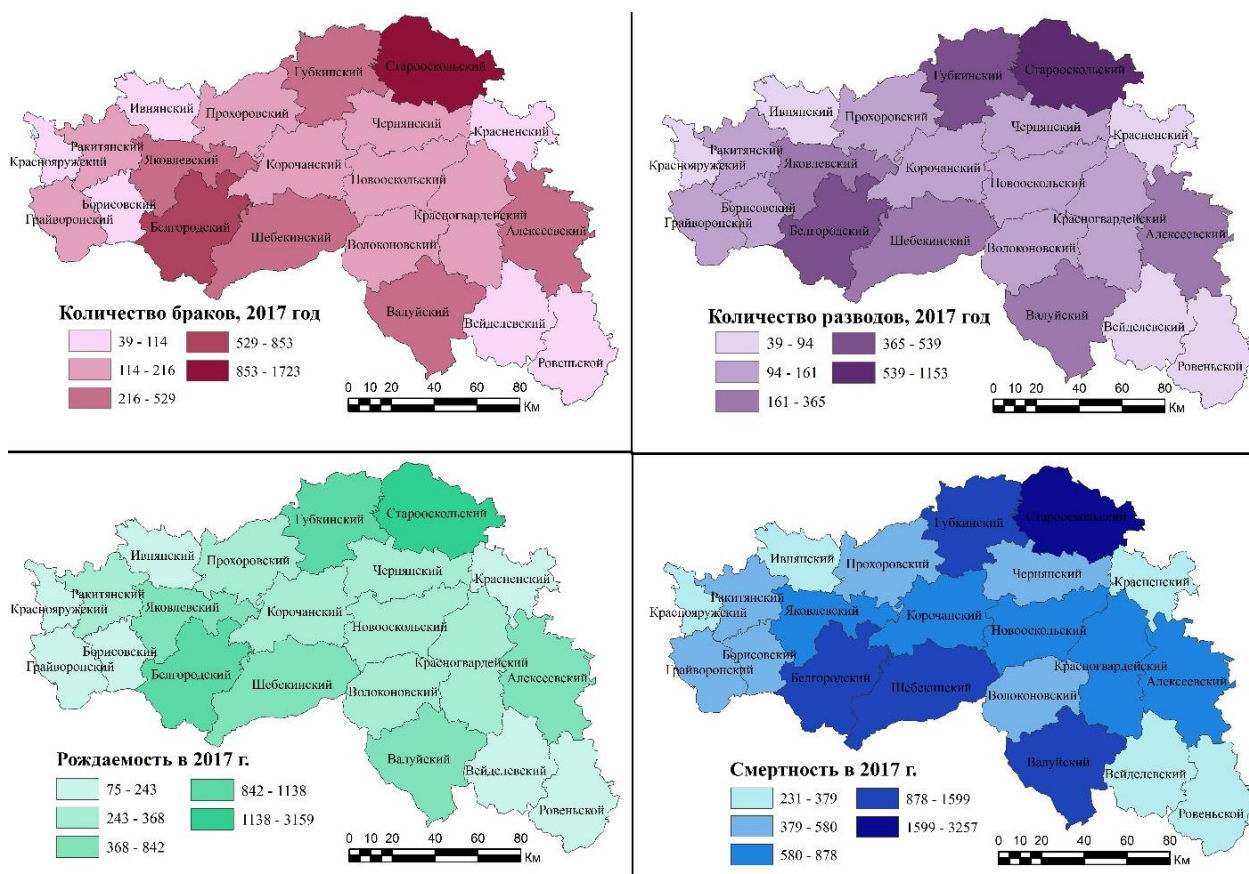 Губкинский
Старооскольский
Ивнянский
Прохоровский
Чернянский
Красненский
Ракитянский
Краснояружский
Яковлевский
Корочанский
Новооскольский
Борисовский
Грайворонский
Белгородский
Шебекинский
Красногвардейский
Алексеевский
Волоконовский
Валуйский
Вейделевский
Ровеньской
Количество браков, 2017 год
39 - 114
529 - 853
114 - 216
853 - 1723
216 - 529
0 10 20 40 60 80
Км
Губкинский
Старооскольский
Ивнянский
Прохоровский
Чернянский
Красненский
Ракитянский
Краснояружский
Яковлевский
Корочанский
Новооскольский
Борисовский
Грайворонский
Белгородский
Шебекинский
Красногвардейский
Алексеевский
Волоконовский
Валуйский
Вейделевский
Ровеньской
Количество разводов, 2017 год
39 - 94
365 - 539
94 - 161
539 - 1153
161 - 365
0 10 20 40 60 80
Км
Губкинский
Старооскольский
Ивнянский
Прохоровский
Чернянский
Красненский
Ракитянский
Краснояружский
Яковлевский
Корочанский
Новооскольский
Борисовский
Грайворонский
Белгородский
Шебекинский
Красногвардейский
Алексеевский
Волоконовский
Валуйский
Вейделевский
Ровеньской
Рождаемость в 2017 г.
75 - 243
842 - 1138
243 - 368
1138 - 3159
368 - 842
0 10 20 40 60 80
Км
Губкинский
Старооскольский
Ивнянский
Прохоровский
Чернянский
Красненский
Ракитянский
Краснояружский
Яковлевский
Корочанский
Новооскольский
Борисовский
Грайворонский
Белгородский
Шебекинский
Красногвардейский
Алексеевский
Волоконовский
Валуйский
Вейделевский
Ровеньской
Смертность в 2017 г.
231 - 379
878 - 1599
379 - 580
1599 - 3257
580 - 878
0 10 20 40 60 80
Км